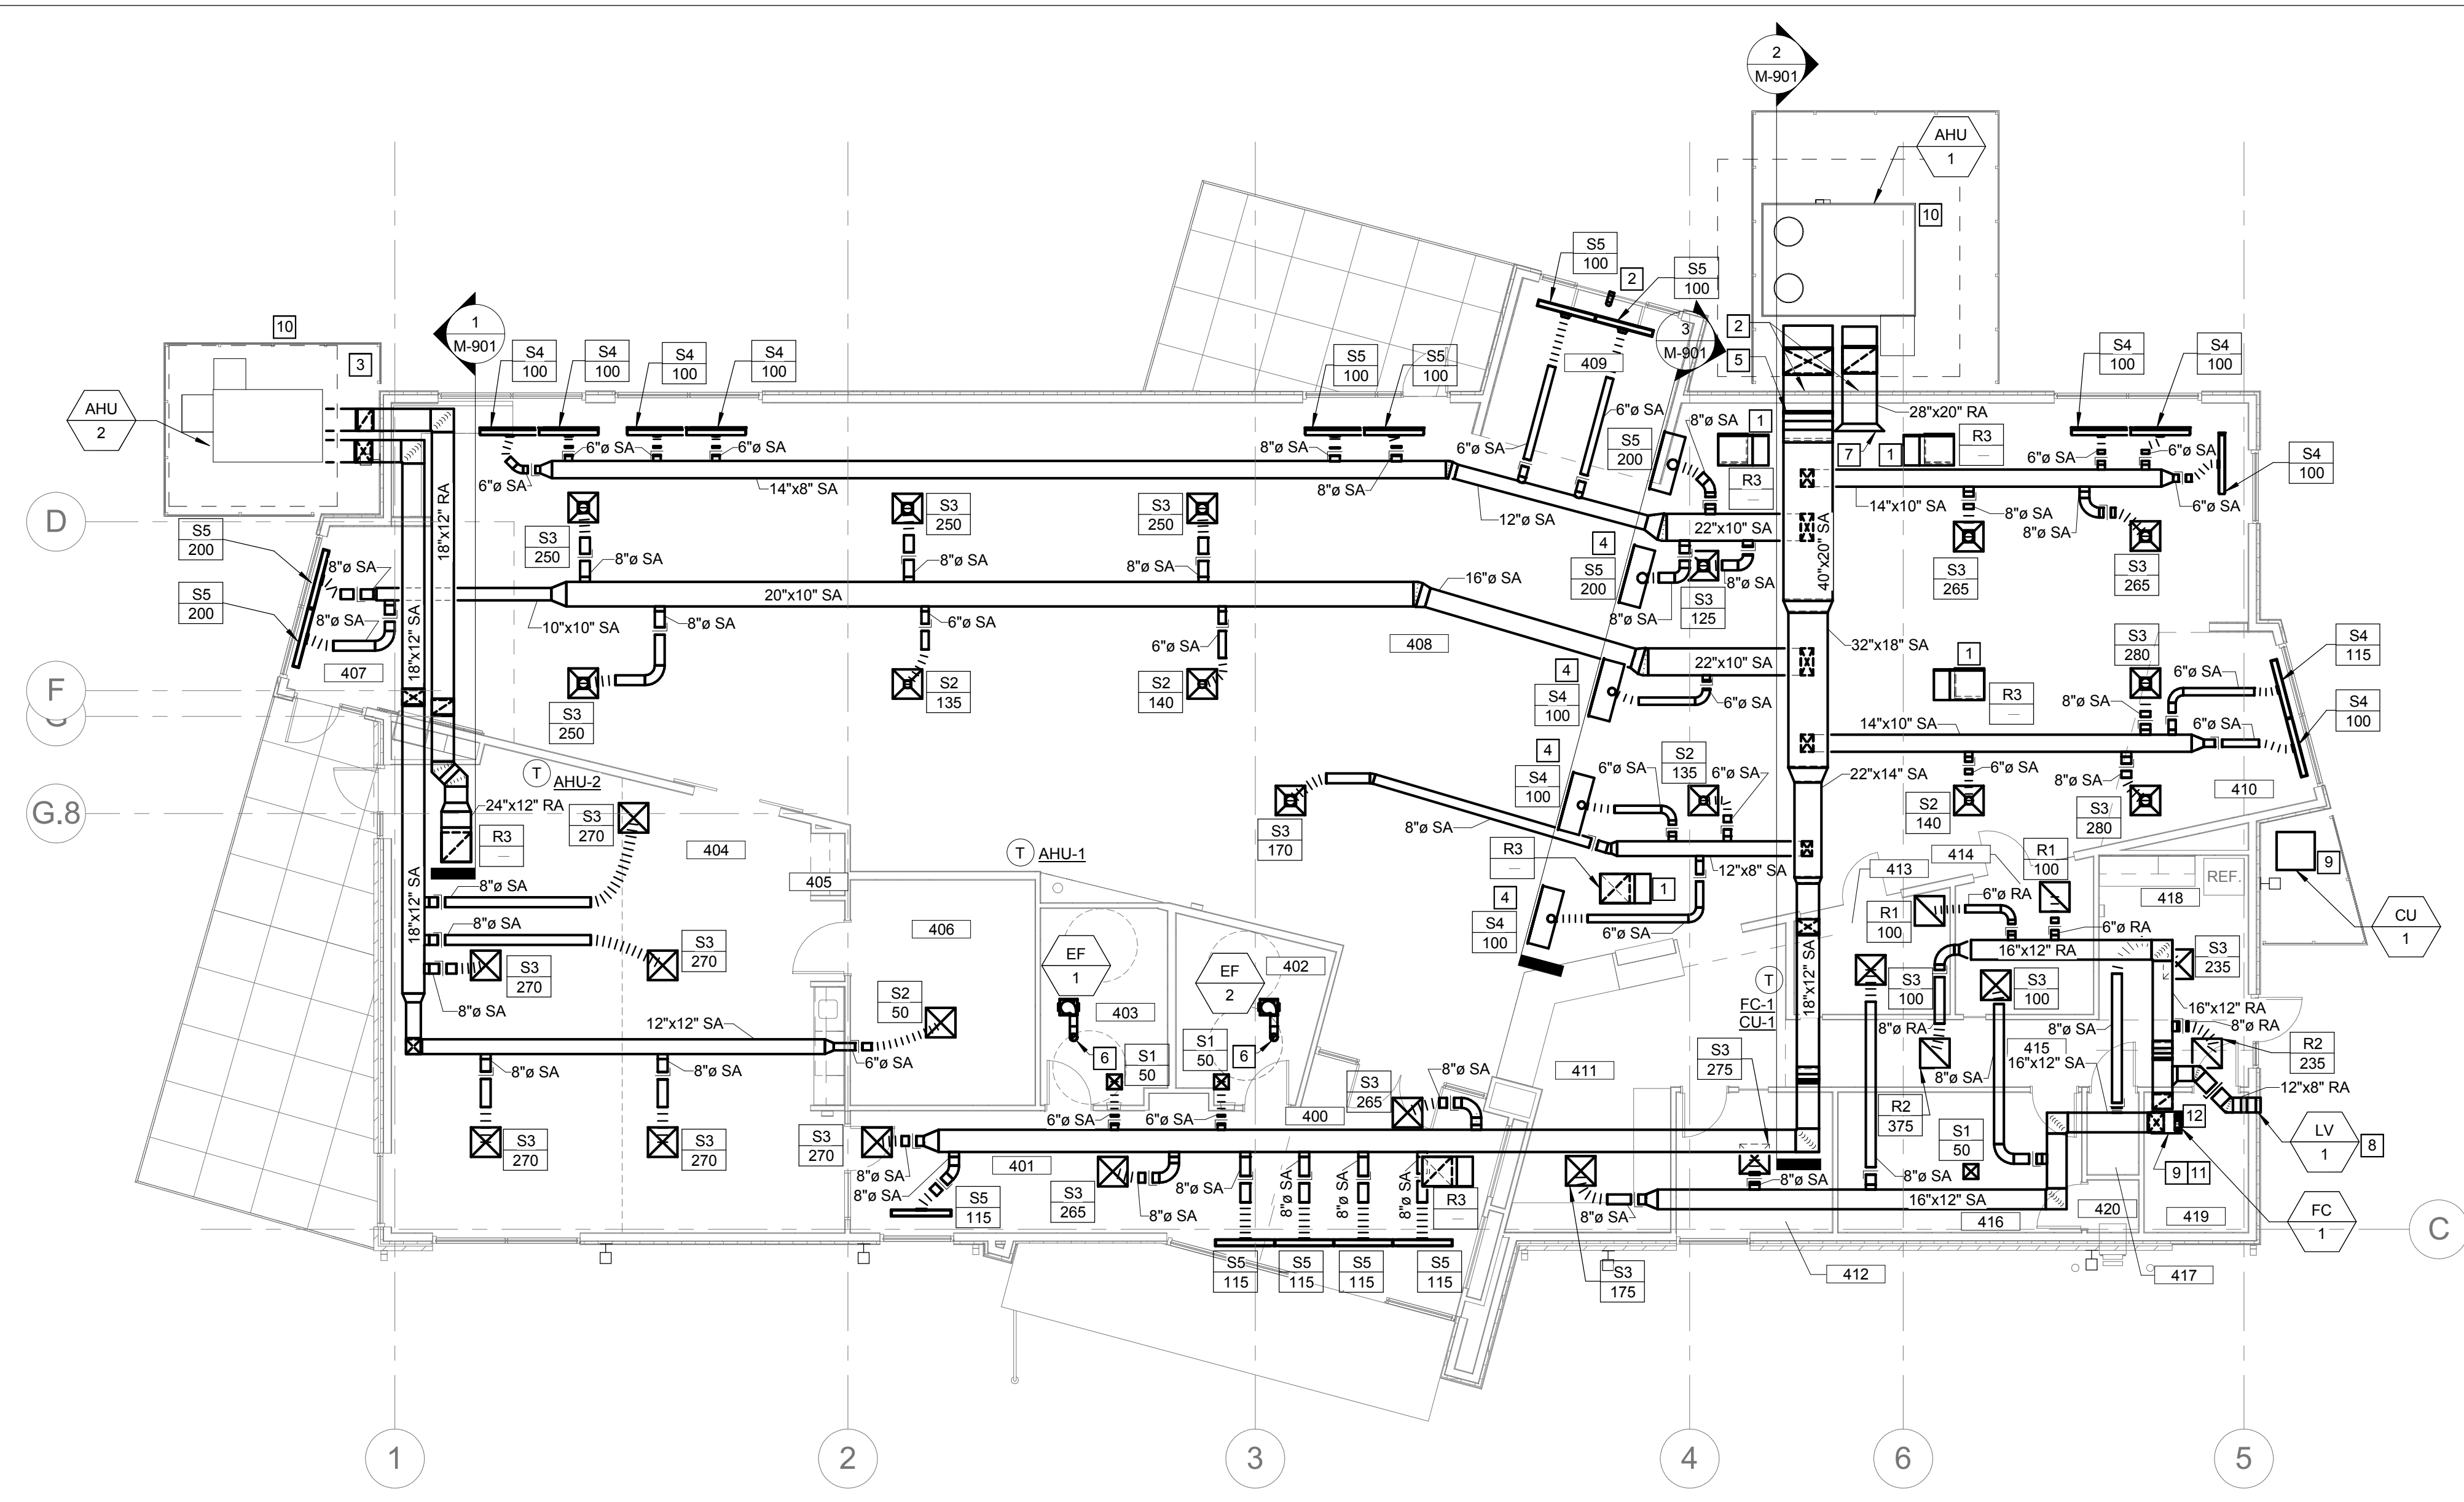 2
M-901
AHU
1
10
S5
100
2
S5
100
3
M-901
409
2
5
10
3
1
M-901
AHU
2
S4
100
S4
100
S4
100
S4
100
S5
100
S5
100
S4
100
S4
100
S4
100
6"ø SA
6"ø SA
8"ø SA
6"ø SA
6"ø SA
8"ø SA
1
28"x20" RA
7
1
R3
—
6"ø SA
6"ø SA
6"ø SA
14"x8" SA
8"ø SA
S5
200
R3
—
14"x10" SA
8"ø SA
8"ø SA
6"ø SA
D
18"x12" RA
S3
250
S3
250
S3
250
S3
250
12"ø SA
22"x10" SA
40"x20" SA
S5
200
8"ø SA
8"ø SA
8"ø SA
8"ø SA
4
S5
200
8"ø SA
8"ø SA
S3
125
S3
265
S3
265
S5
200
8"ø SA
18"x12" SA
10"x10" SA
20"x10" SA
16"ø SA
8"ø SA
6"ø SA
6"ø SA
408
22"x10" SA
32"x18" SA
407
F
G
S3
250
S2
135
S2
140
4
S4
100
6"ø SA
1
R3
—
S3
280
6"ø SA
8"ø SA
S4
115
S4
100
14"x10" SA
6"ø SA
G.8
T
AHU-2
24"x12" RA
R3
—
S3
270
404
405
T
AHU-1
S3
170
4
S4
100
6"ø SA
S2
135
6"ø SA
22"x14" SA
6"ø SA
8"ø SA
S2
140
S3
280
410
8"ø SA
R3
—
1
12"x8" SA
4
S4
100
6"ø SA
413
414
R1
100
418
REF.
9
CU
1
8"ø SA
18"x12" SA
8"ø SA
S3
270
S3
270
8"ø SA
406
EF
1
403
EF
2
402
R1
100
6"ø RA
6"ø RA
16"x12" RA
S3
235
S3
100
S3
100
T
FC-1
CU-1
18"x12" SA
16"x12" RA
8"ø RA
8"ø SA
8"ø RA
S2
50
12"x12" SA
6"ø SA
6
S1
50
S1
50
6
8"ø SA
8"ø SA
S3
270
S3
270
S3
270
6"ø SA
6"ø SA
400
S3
265
8"ø SA
411
S3
275
R2
375
8"ø SA
415
16"x12" SA
R2
235
12"x8" RA
12
LV
1
8
S1
50
8"ø SA
8"ø SA
401
S5
115
S3
265
8"ø SA
8"ø SA
8"ø SA
8"ø SA
8"ø SA
R3
—
8"ø SA
8"ø SA
8"ø SA
16"x12" SA
416
420
9
11
419
FC
1
C
S5
115
S5
115
S5
115
S5
115
S3
175
412
417
1
2
3
4
6
5